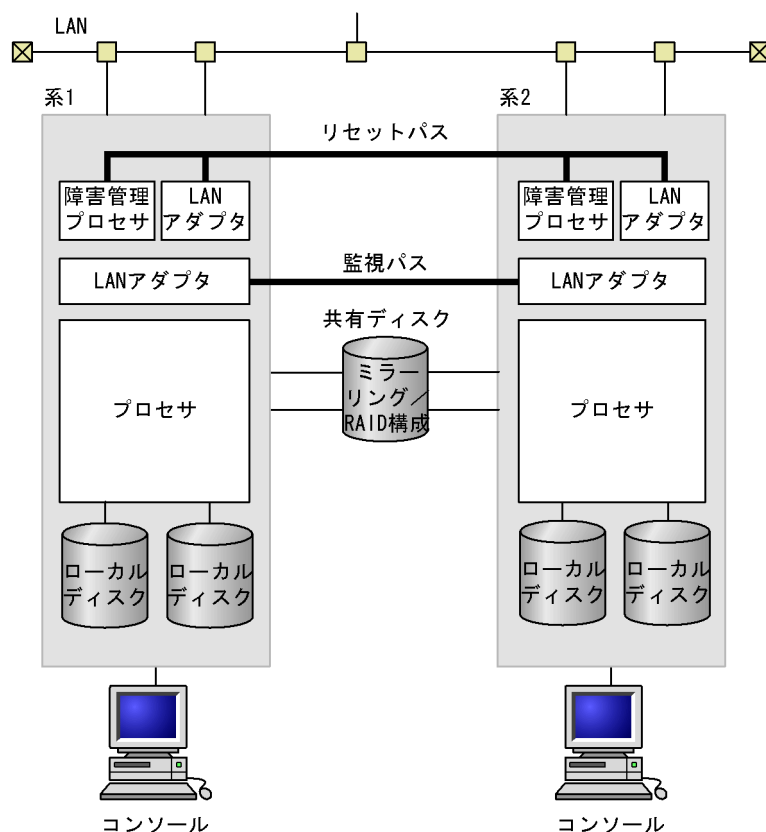 LAN
系1
系2
リセットパス
障害管理
プロセサ
LAN
アダプタ
障害管理
プロセサ
LAN
アダプタ
監視パス
LANアダプタ
LANアダプタ
共有ディスク
ミラー
リング／
RAID構成
プロセサ
プロセサ
ローカル
ディスク
ローカル
ディスク
ローカル
ディスク
ローカル
ディスク
コンソール
コンソール